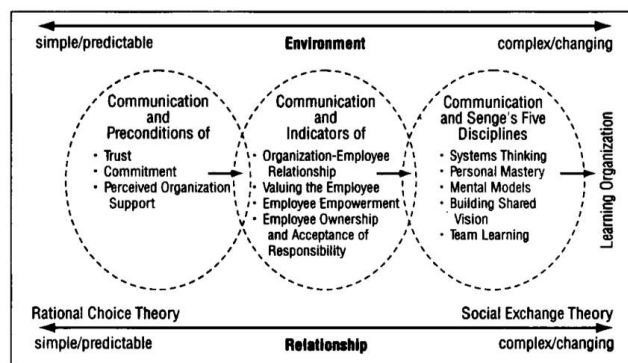 simple/predictable Environment complex/changing
Communication
and
Preconditions of
• Trust
• Commitment
• Perceived Organization
Support
Communication
and
Indicators of
• Organization-Employee
Relationship
• Valuing the Employee
• Employee Empowerment
• Employee Ownership
and Acceptance of
Responsibility
Communication
and Senge's Five
Disciplines
• Systems Thinking
• Personal Mastery
• Mental Models
• Building Shared
Vision
• Team Learning
Learning Organization
Rational Choice Theory Social Exchange Theory
simple/predictable Relationship complex/changing